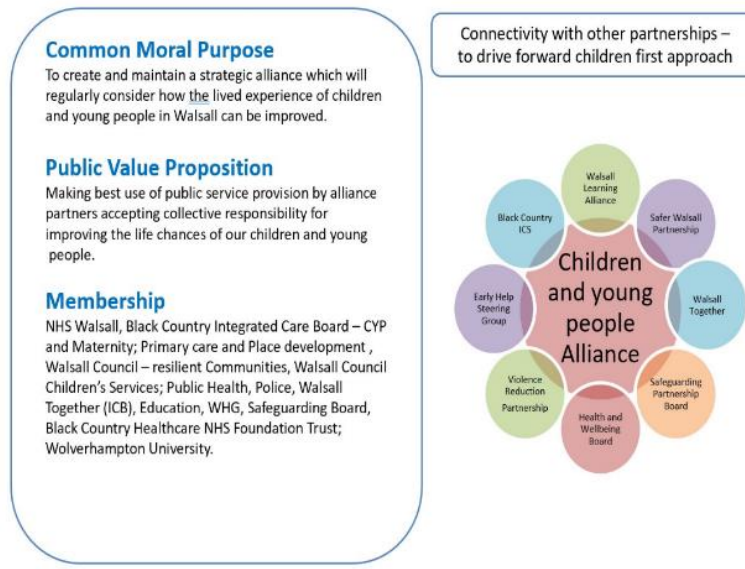 Common Moral Purpose
To create and maintain a strategic alliance which will
regularly consider how the lived experience of children
and young people in Walsall can be improved.
Public Value Proposition
Making best use of public service provision by alliance
partners accepting collective responsibility for
improving the life chances of our children and young
people.
Membership
NHS Walsall, Black Country Integrated Care Board – CYP
and Maternity; Primary care and Place development ,
Walsall Council – resilient Communities, Walsall Council
Children's Services; Public Health, Police, Walsall
Together (ICB), Education, WHG, Safeguarding Board,
Black Country Healthcare NHS Foundation Trust;
Wolverhampton University.
Connectivity with other partnerships –
to drive forward children first approach
Walsall
Learning
Alliance
Safer Walsall
Partnership
Walsall
Together
Safeguarding
Partnership
Board
Health and
Wellbeing
Board
Violence
Reduction
Partnership
Early Help
Steering
Group
Black Country
ICS
Children
and young
people
Alliance